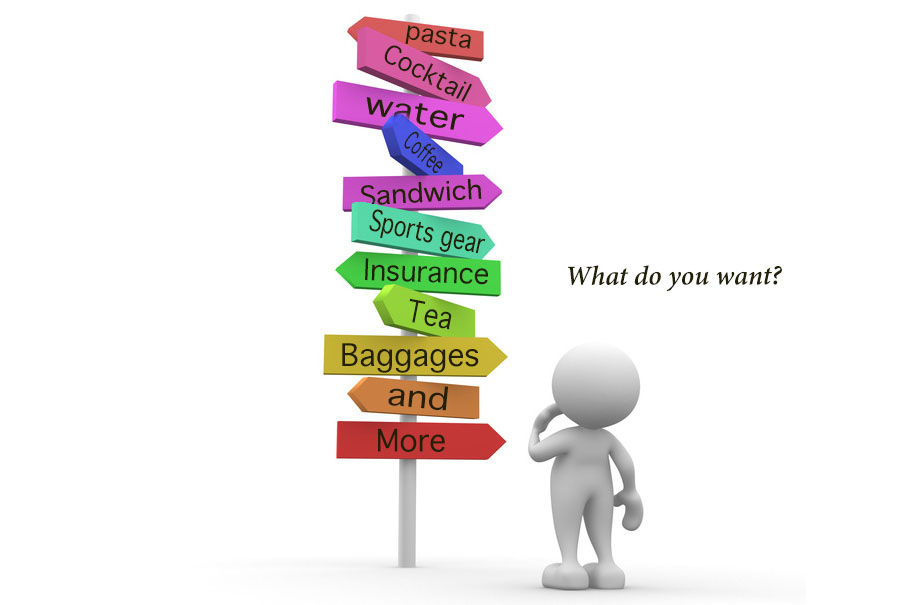 pasta
Cocktail
water
Coffee
Sandwich
Sports gear
Insurance
Tea
Baggages
and
More
What do you want?